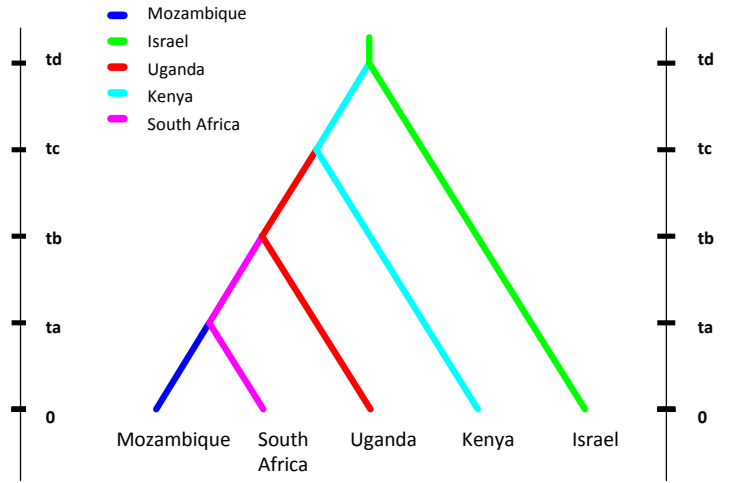 Mozambique
Israel
Uganda
Kenya
South Africa
td
td
tc
tc
tb
tb
ta
ta
0
0
Mozambique
South
Africa
Uganda
Kenya
Israel